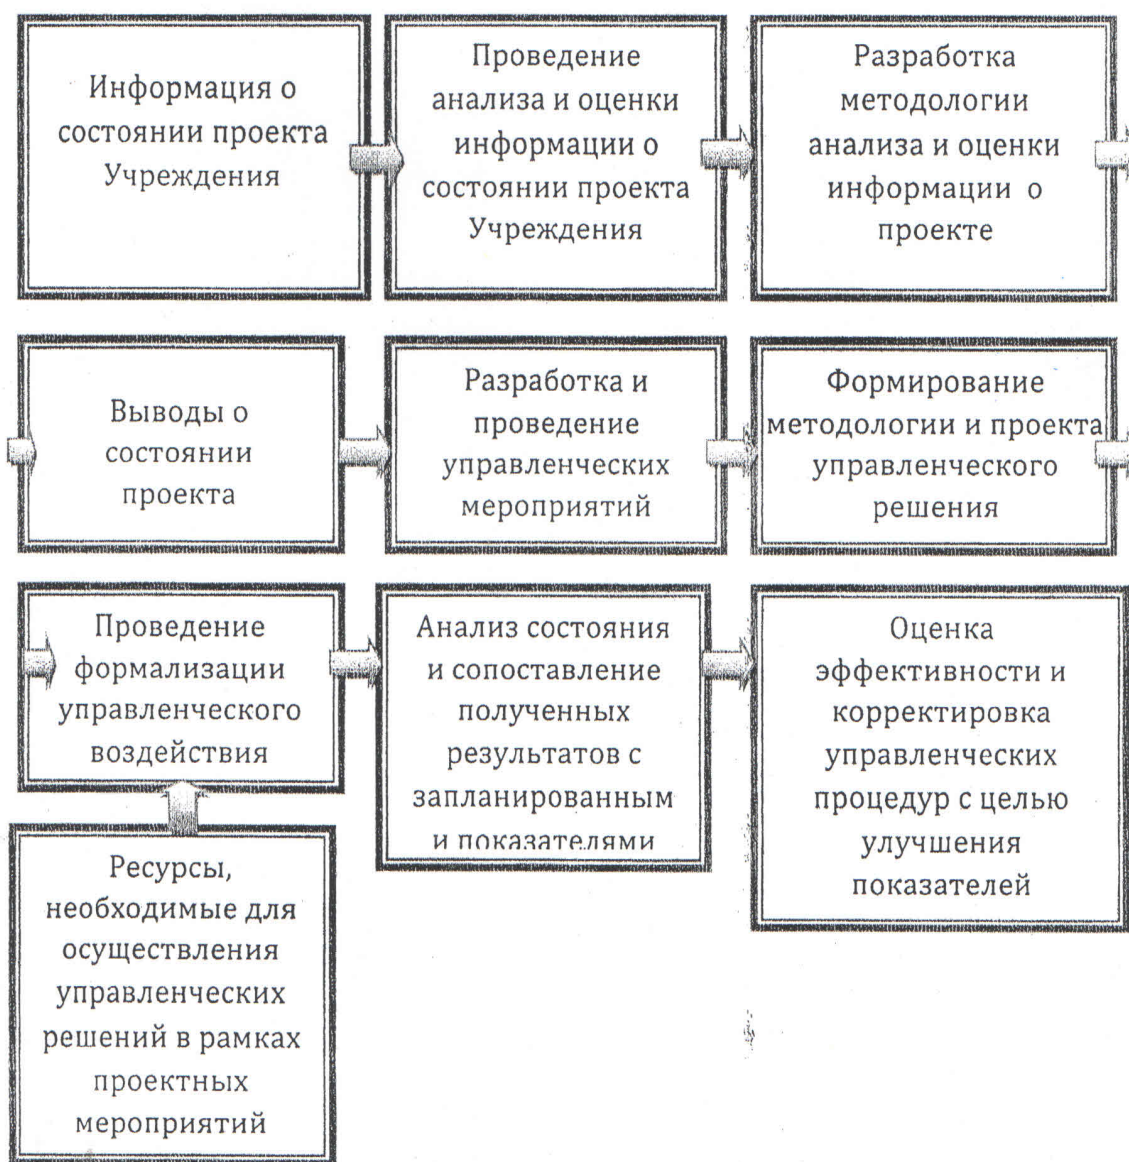 Информация о
состоянии проекта
Учреждения
Проведение
анализа и оценки
информации о
состоянии проекта
Учреждения
Разработка
методологии
анализа и оценки
информации о
проекте
Выводы о
состоянии
проекта
Разработка и
проведение
управленческих
мероприятий
Формирование
методологии и проекта
управленческого
решения
Проведение
формализации
управленческого
воздействия
Анализ состояния
и сопоставление
полученных
результатов с
запланированным
и показателями
Оценка
эффективности и
корректировка
управленческих
процедур с целью
улучшения
показателей
Ресурсы,
необходимые для
осуществления
управленческих
решений в рамках
проектных
мероприятий